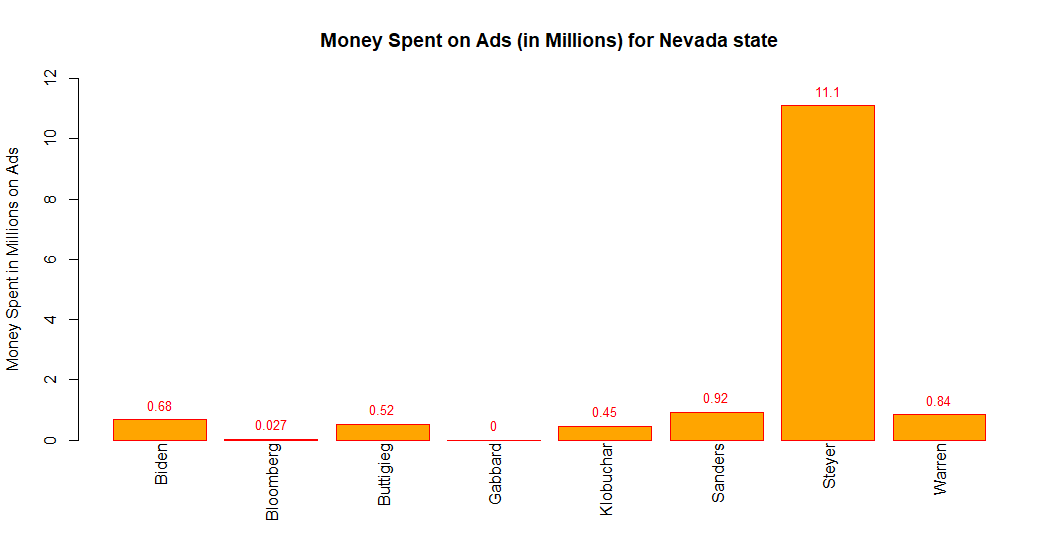 Money Spent on Ads (in Millions) for Nevada state
Money Spent in Millions on Ads
12
10
8
6
4
2
0
0.68
0.027
0.52
0
0.45
0.92
11.1
0.84
Biden
Bloomberg
Buttigieg
Gabbard
Klobuchar
Sanders
Steyer
Warren